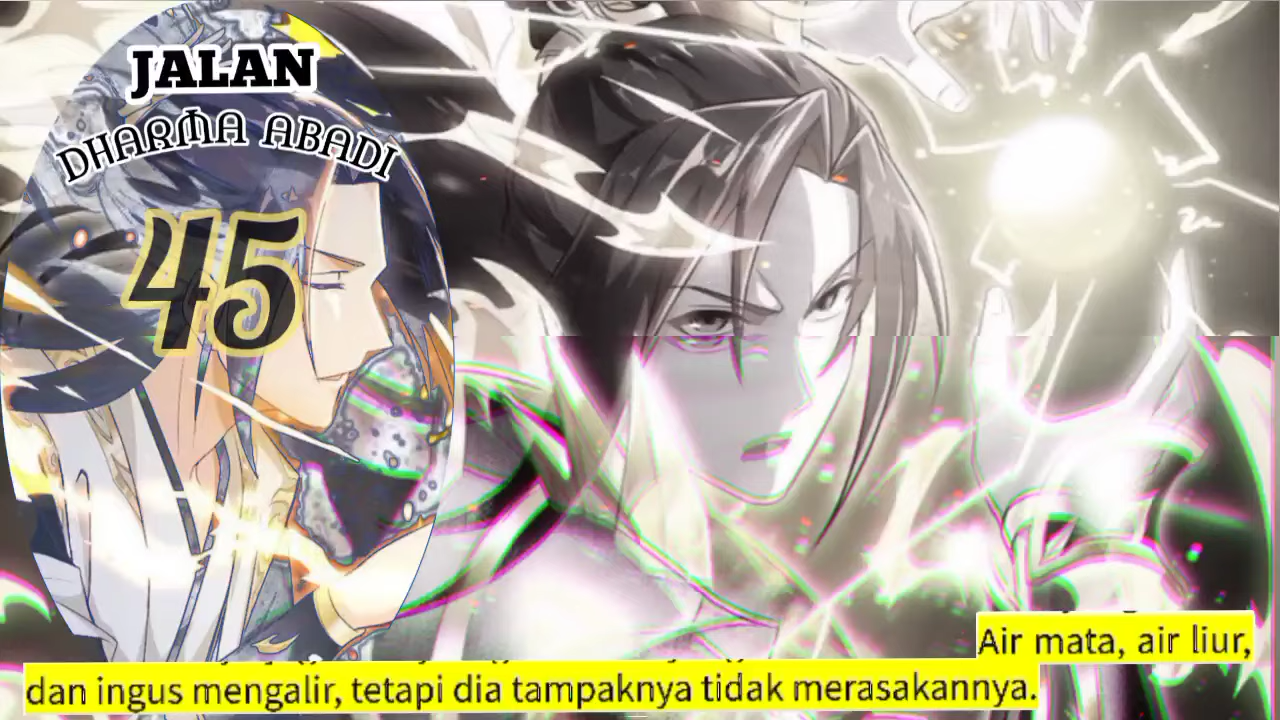 JALAN
DHARMA ABADI
45
Air mata, air liur,
dan ingus mengalir, tetapi dia tampaknya tidak merasakannya.